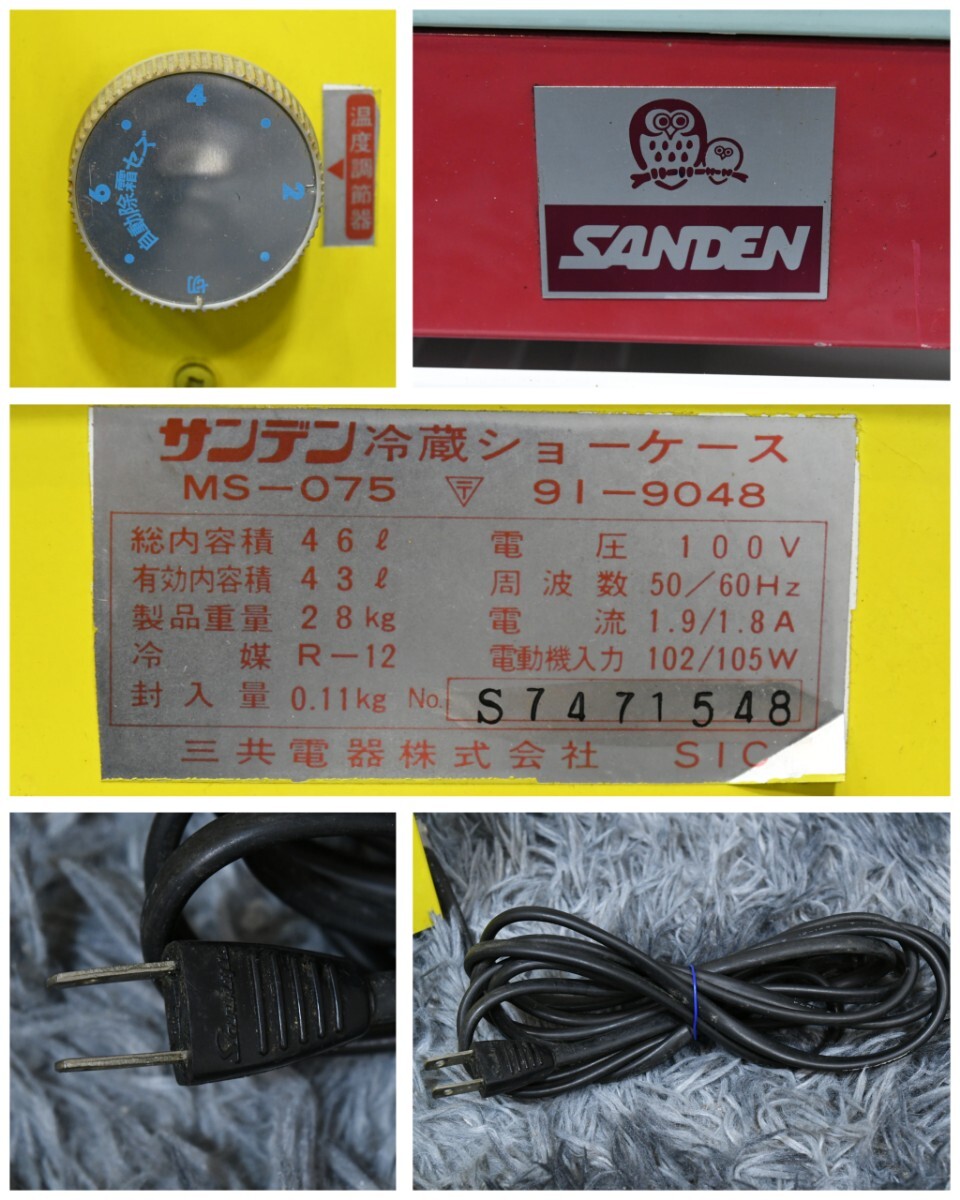 4
2
6
切
自動除霜セズ
温度調節器
SANDEN
サンデン冷蔵ショーケース
MS-075 〒 91-9048
総内容積 46ℓ 電圧 100V
有効内容積 43ℓ 周波数 50/60Hz
製品重量 28kg 電流 1.9/1.8A
冷媒 R-12 電動機入力 102/105W
封入量 0.11kg No. S7471548
三共電器株式会社 SIC